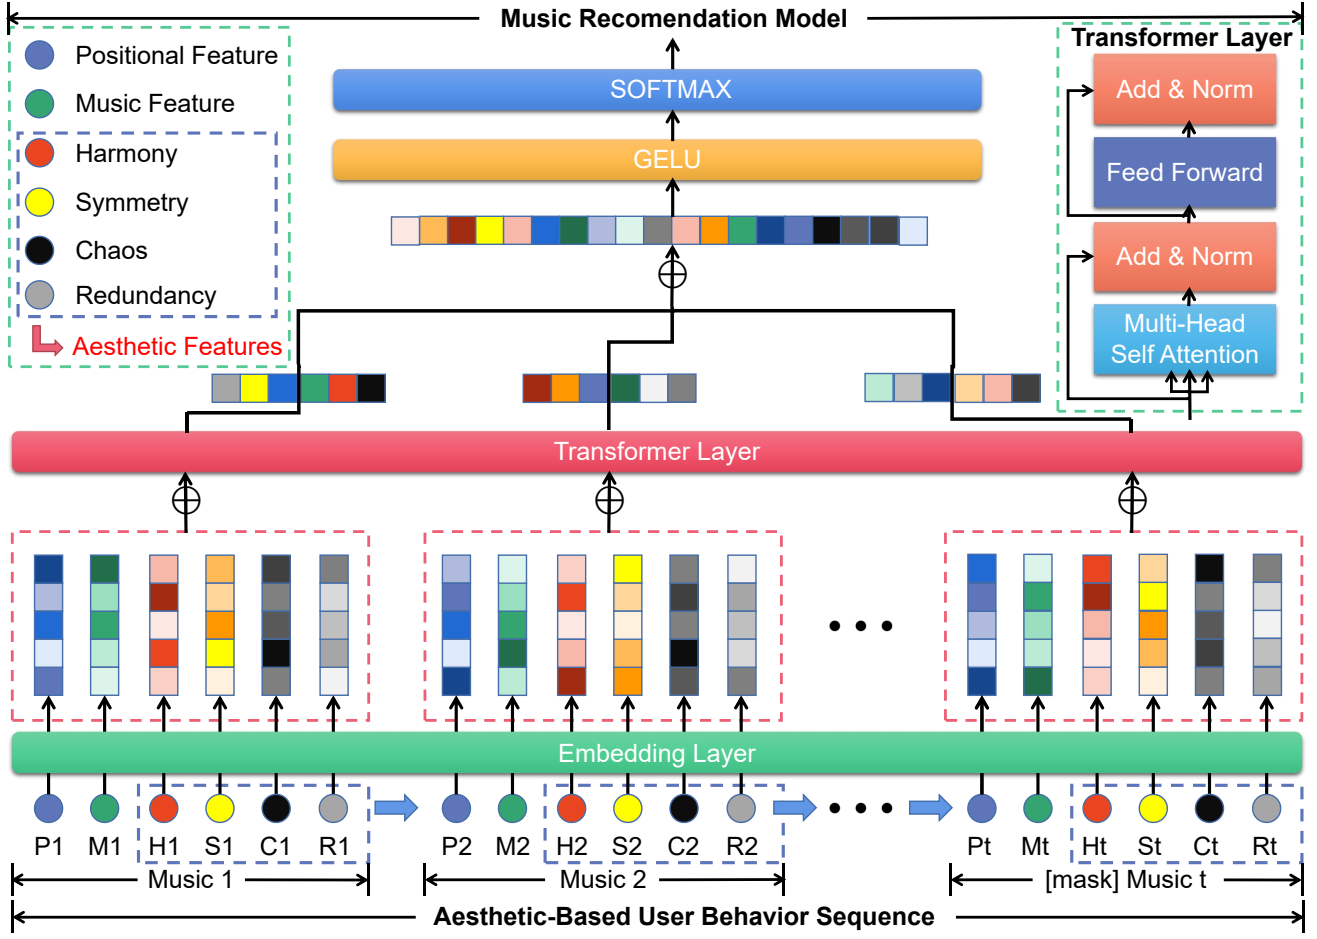 Music Recomendation Model
Positional Feature
Music Feature
Harmony
Symmetry
Chaos
Redundancy
Aesthetic Features
SOFTMAX
GELU
Transformer Layer
Add & Norm
Feed Forward
Add & Norm
Multi-Head
Self Attention
Transformer Layer
Embedding Layer
P1 M1 H1 S1 C1 R1 P2 M2 H2 S2 C2 R2 Pt Mt Ht St Ct Rt
Music 1 Music 2 [mask] Music t
Aesthetic-Based User Behavior Sequence